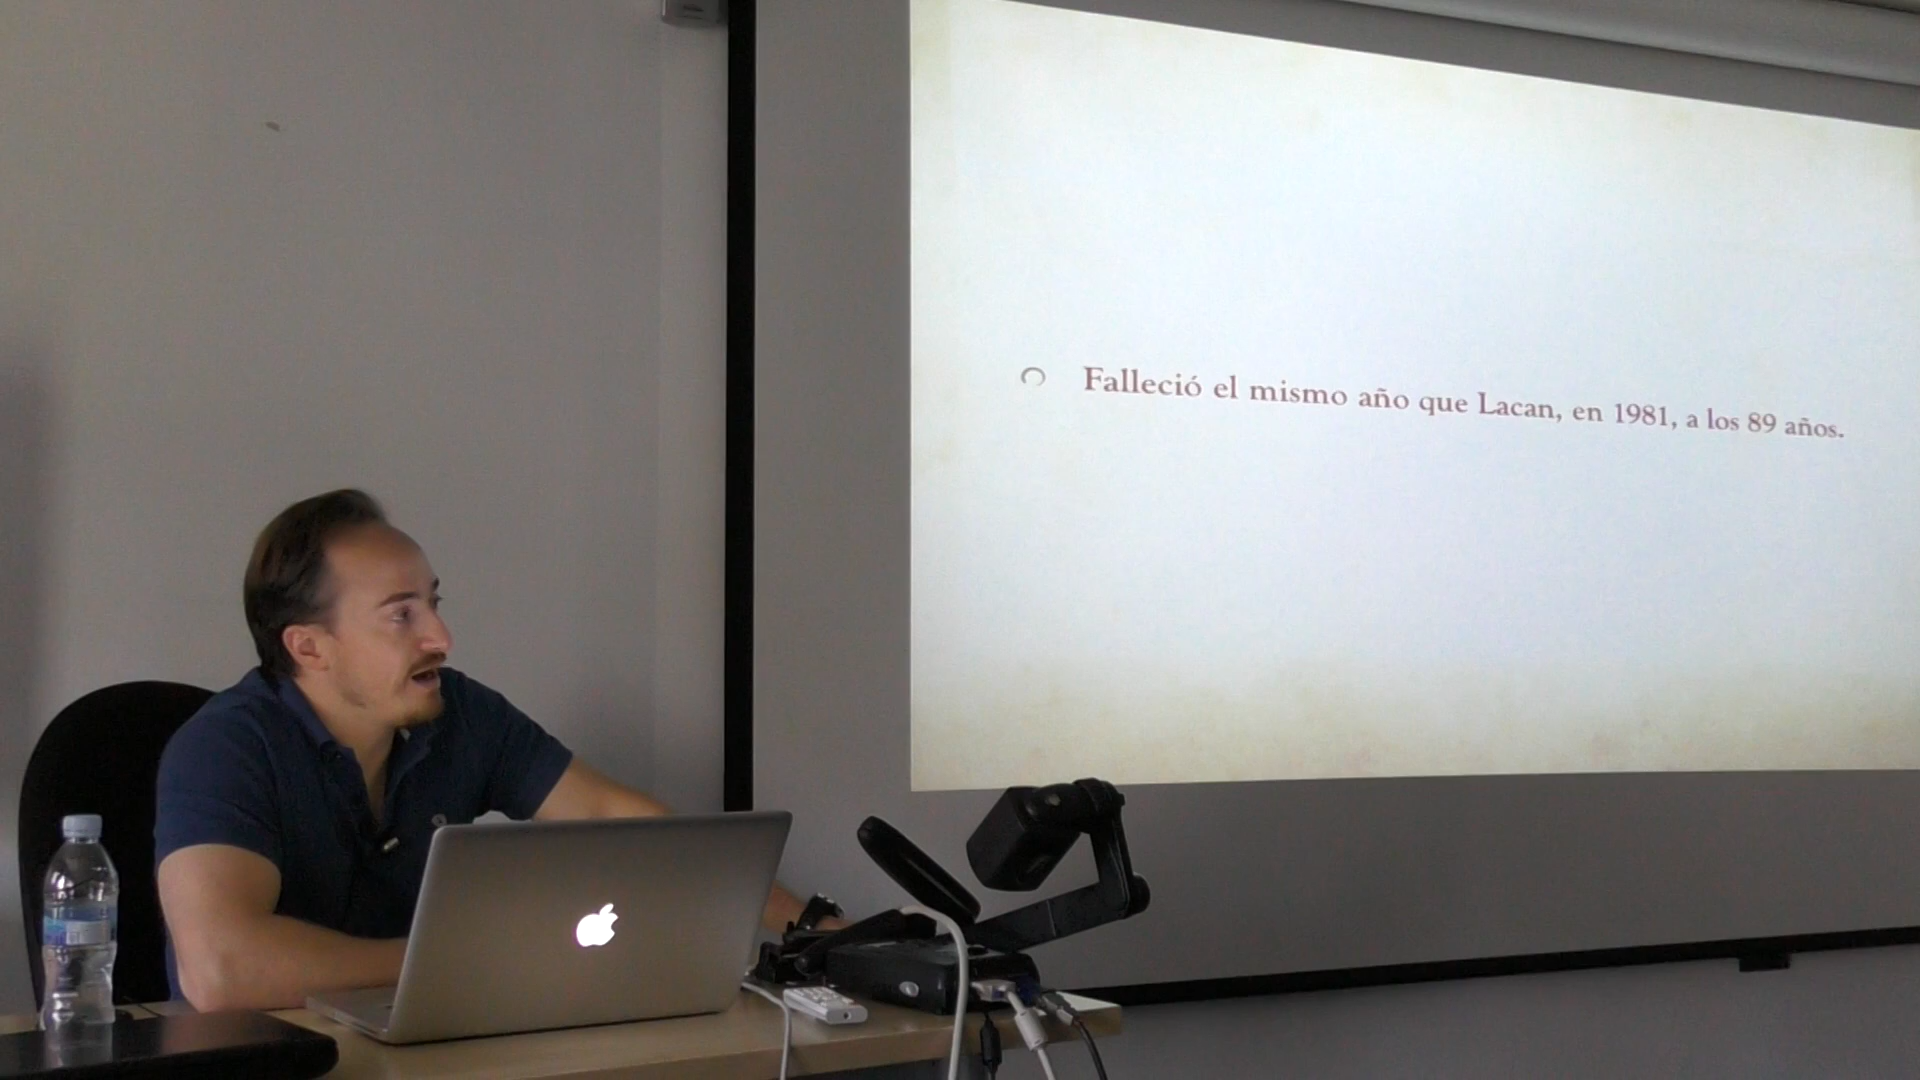 Falleció el mismo año que Lacan, en 1981, a los 89 años.